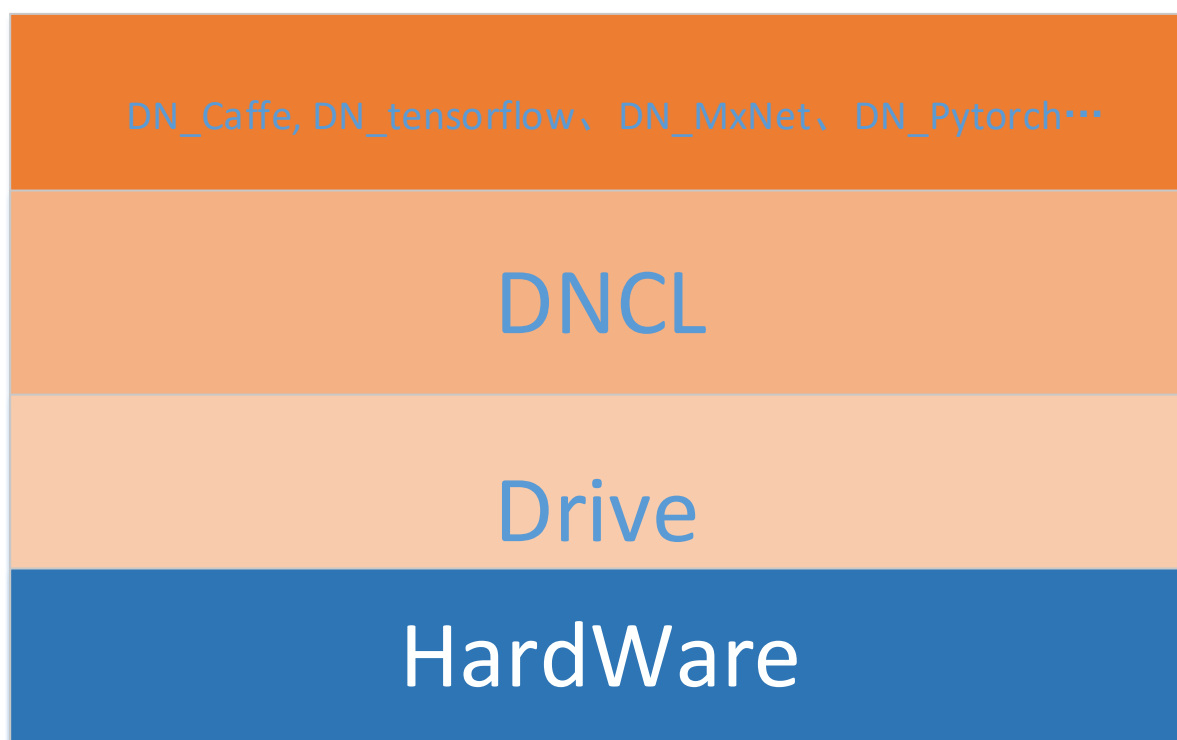 DN_Caffe, DN_tensorflow、DN_MxNet、DN_Pytorch…
DNCL
Drive
HardWare